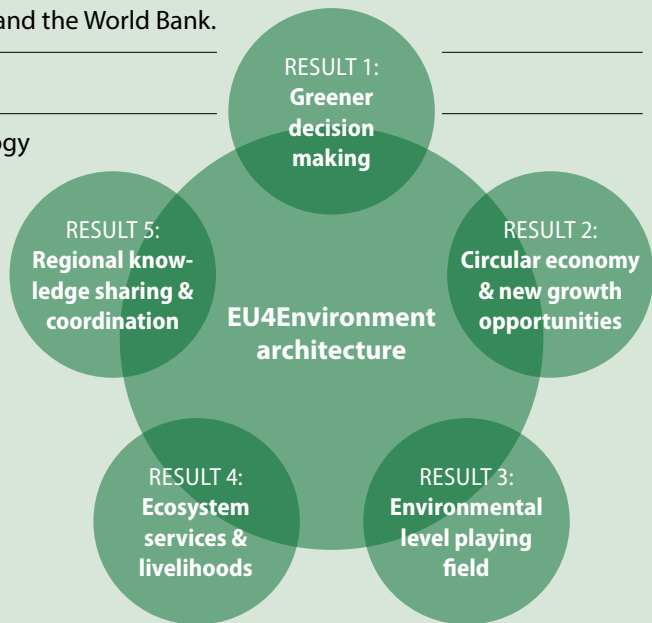 and the World Bank.
RESULT 1:
Greener
decision
making
RESULT 5:
Regional know-
ledge sharing &
coordination
RESULT 2:
Circular economy
& new growth
opportunities
EU4Environment
architecture
RESULT 4:
Ecosystem
services &
livelihoods
RESULT 3:
Environmental
level playing
field